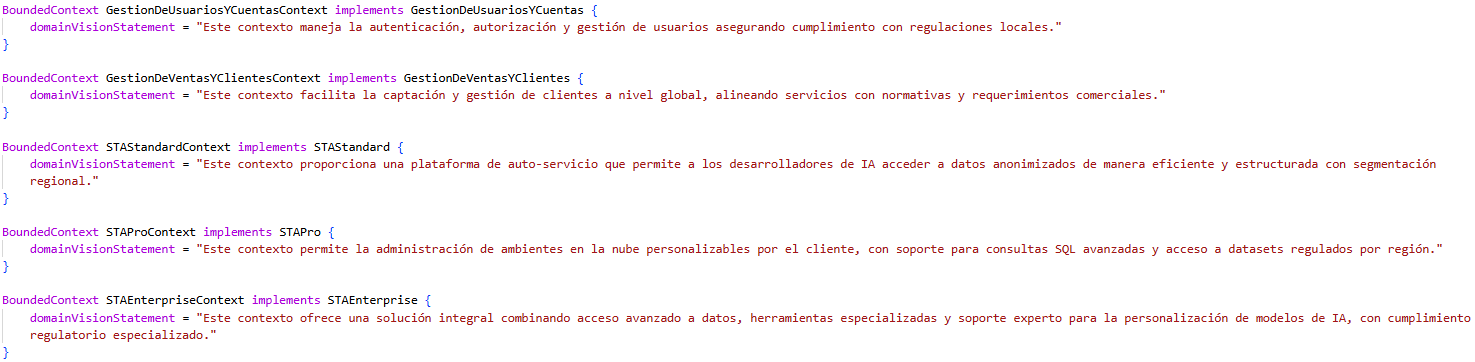 BoundedContext GestionDeUsuariosYCuentasContext implements GestionDeUsuariosYCuentas {
domainVisionStatement = "Este contexto maneja la autenticación, autorización y gestión de usuarios asegurando cumplimiento con regulaciones locales."
}
BoundedContext GestionDeVentasYClientesContext implements GestionDeVentasYClientes {
domainVisionStatement = "Este contexto facilita la captación y gestión de clientes a nivel global, alineando servicios con normativas y requerimientos comerciales."
}
BoundedContext STAStandardContext implements STAStandard {
domainVisionStatement = "Este contexto proporciona una plataforma de auto-servicio que permite a los desarrolladores de IA acceder a datos anonimizados de manera eficiente y estructurada con segmentación
regional."
}
BoundedContext STAProContext implements STAPro {
domainVisionStatement = "Este contexto permite la administración de ambientes en la nube personalizables por el cliente, con soporte para consultas SQL avanzadas y acceso a datasets regulados por región."
}
BoundedContext STAEnterpriseContext implements STAEnterprise {
domainVisionStatement = "Este contexto ofrece una solución integral combinando acceso avanzado a datos, herramientas especializadas y soporte experto para la personalización de modelos de IA, con cumplimiento
regulatorio especializado."
}